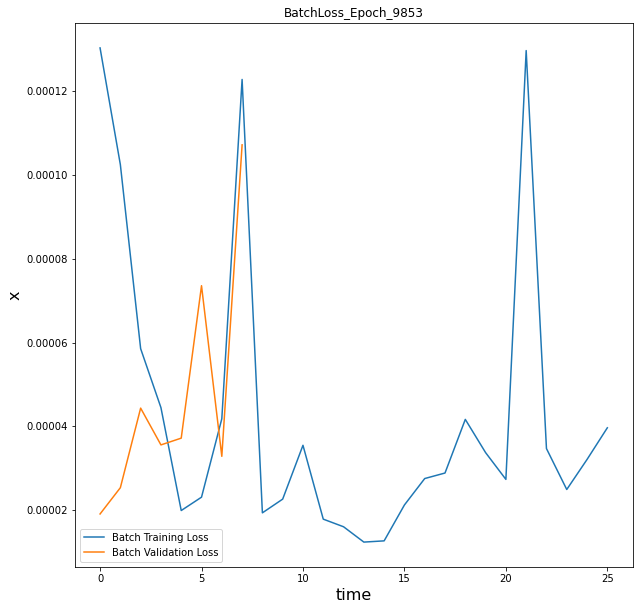 BatchLoss_Epoch_9853
x
0.00012
0.00010
0.00008
0.00006
0.00004
0.00002
Batch Training Loss
Batch Validation Loss
0 5 10 15 20 25
time